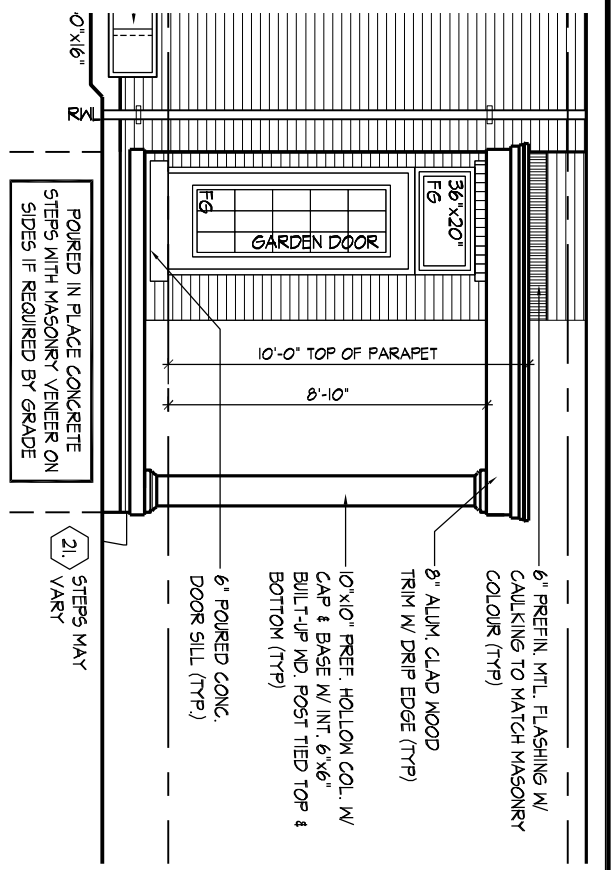 6" PREFIN. MTL. FLASHING W/
CAULKING TO MATCH MASONRY
COLOUR (TYP)
8" ALUM. CLAD WOOD
TRIM W/ DRIP EDGE (TYP)
10"x10" PREF. HOLLOW COL. W/
CAP & BASE W/ INT. 6"x6"
BUILT-UP WD. POST TIED TOP &
BOTTOM (TYP)
6" POURED CONC.
DOOR SILL (TYP.)
21.
STEPS MAY
VARY
36"x20"
FG
GARDEN DOOR
FG
10'-0" TOP OF PARAPET
8'-10"
RWL
0"x16"
POURED IN PLACE CONCRETE
STEPS WITH MASONRY VENEER ON
SIDES IF REQUIRED BY GRADE